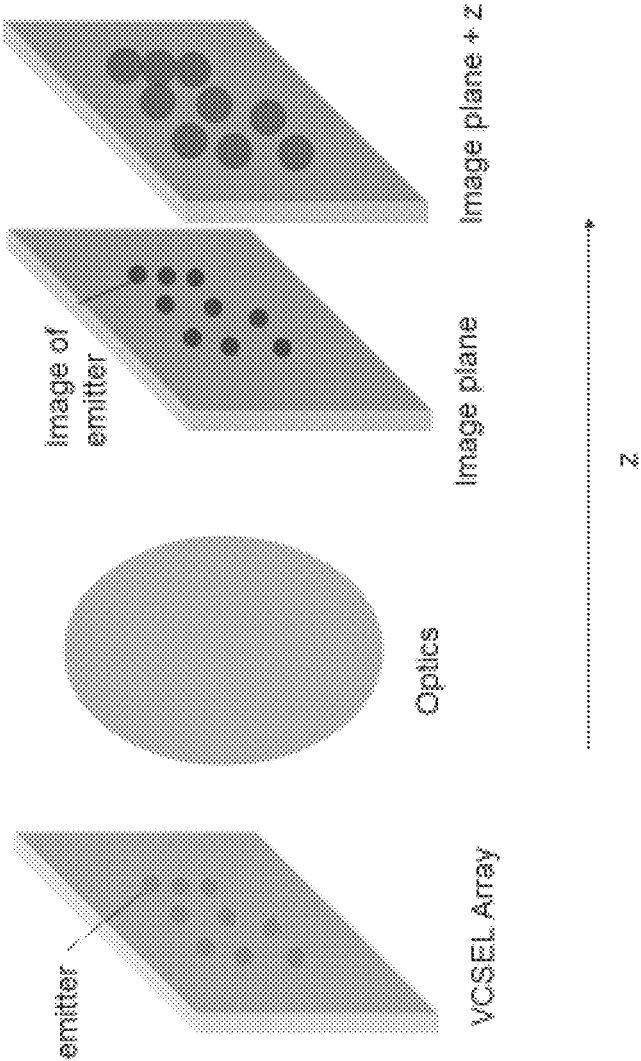 emitter
VCSEL Array
Optics
Image of
emitter
Image plane
Image plane + z
z